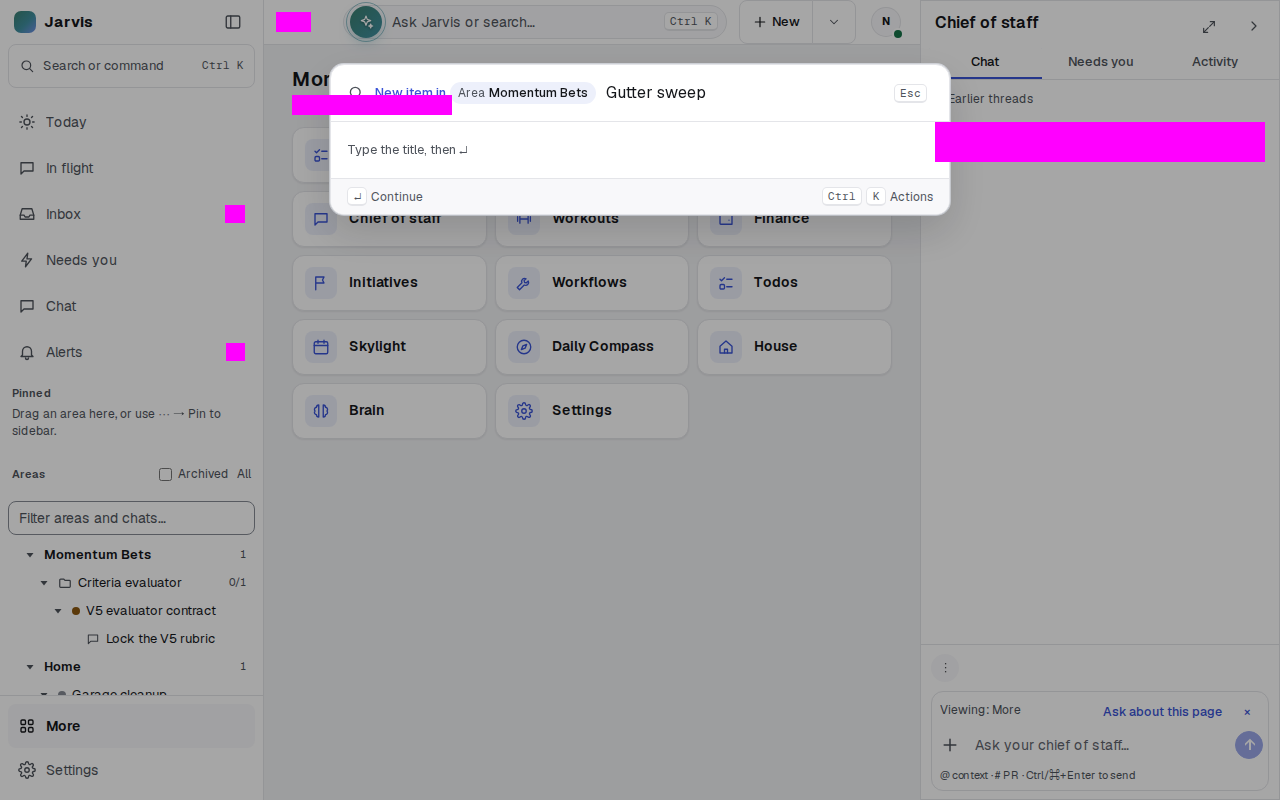 Jarvis
Search or command Ctrl K
Today
In flight
Inbox
Needs you
Chat
Alerts
Pinned
Drag an area here, or use ··· → Pin to
sidebar.
Areas Archived All
Filter areas and chats…
Momentum Bets 1
Criteria evaluator 0/1
V5 evaluator contract
Lock the V5 rubric
Home 1
Garage cleanup
More
Settings
Ask Jarvis or search… Ctrl K
New
N
New item in Area Momentum Bets Gutter sweep Esc
Type the title, then ↵
↵ Continue Ctrl K Actions
Chief of staff Workouts Finance
Initiatives Workflows Todos
Skylight Daily Compass House
Brain Settings
Chief of staff
Chat Needs you Activity
Earlier threads
Viewing: More Ask about this page ×
Ask your chief of staff…
@ context · # PR · Ctrl/⌘+Enter to send